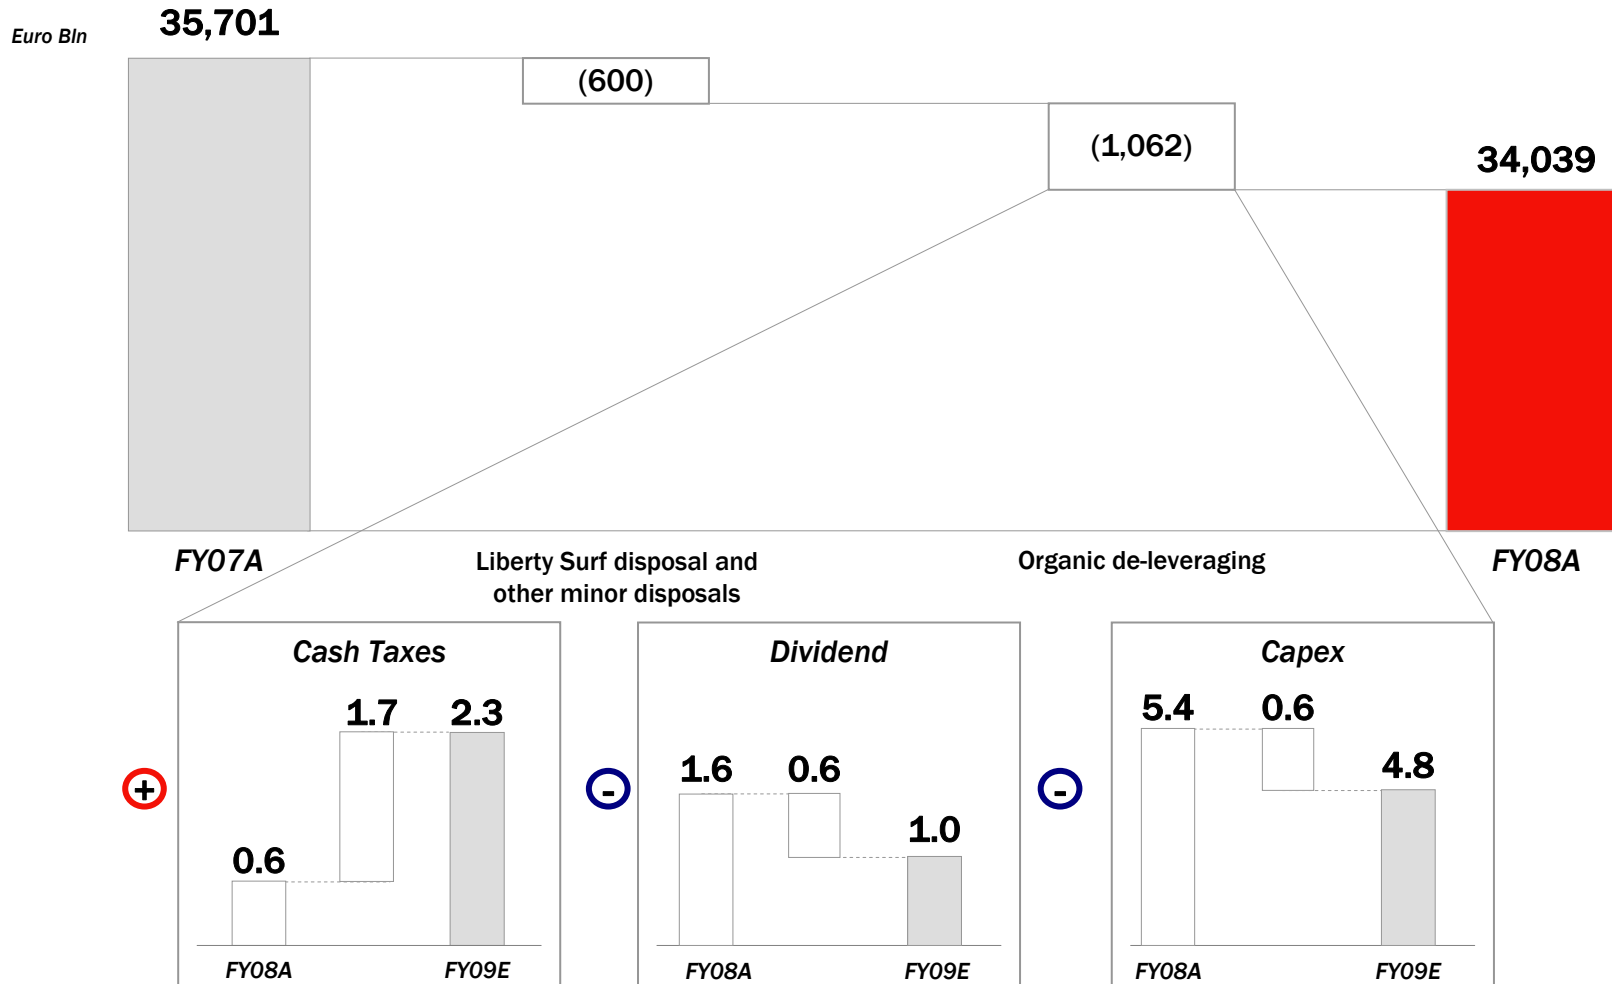 Euro Bln
35,701
(600)
(1,062)
34,039
FY07A
Liberty Surf disposal and
other minor disposals
Organic de-leveraging
FY08A
+
Cash Taxes
0.6
1.7
2.3
FY08A
FY09E
-
Dividend
1.6
0.6
1.0
FY08A
FY09E
-
Capex
5.4
0.6
4.8
FY08A
FY09E